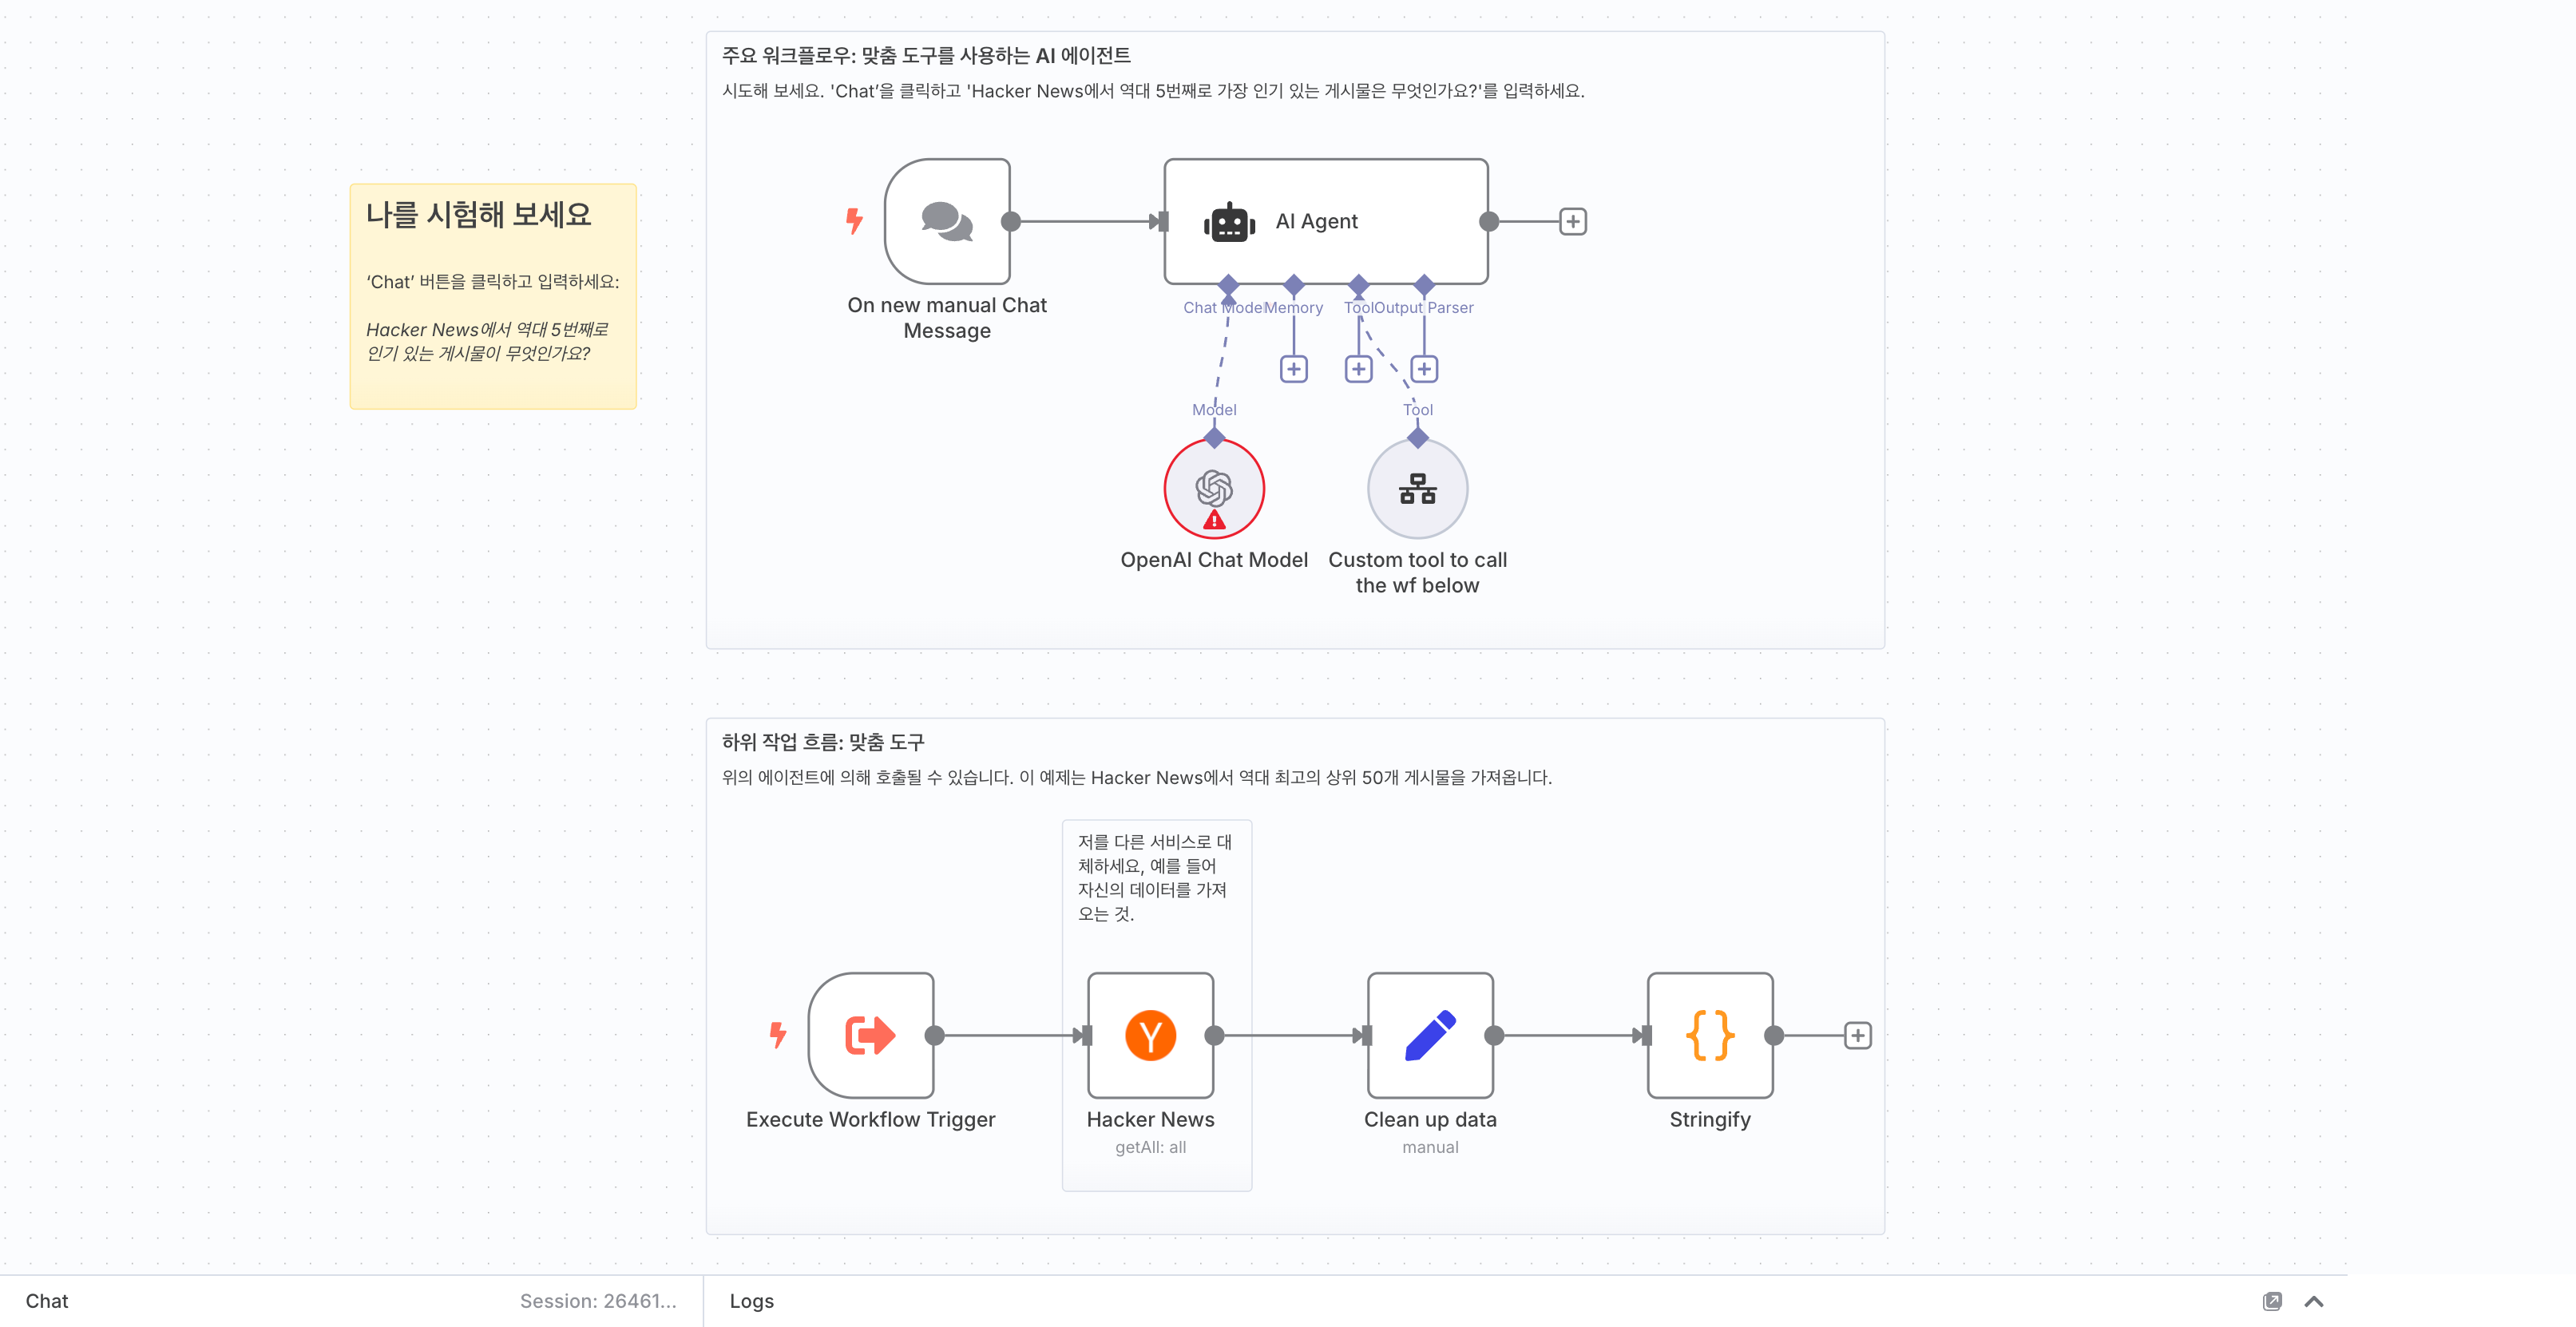 주요 워크플로우: 맞춤 도구를 사용하는 AI 에이전트
시도해 보세요. 'Chat’을 클릭하고 'Hacker News에서 역대 5번째로 가장 인기 있는 게시물은 무엇인가요?'를 입력하세요.
나를 시험해 보세요
‘Chat’ 버튼을 클릭하고 입력하세요:
Hacker News에서 역대 5번째로
인기 있는 게시물이 무엇인가요?
On new manual Chat
Message
AI Agent
Chat Model
Memory
Tool
Output Parser
Model
Tool
OpenAI Chat Model
Custom tool to call
the wf below
하위 작업 흐름: 맞춤 도구
위의 에이전트에 의해 호출될 수 있습니다. 이 예제는 Hacker News에서 역대 최고의 상위 50개 게시물을 가져옵니다.
저를 다른 서비스로 대
체하세요, 예를 들어
자신의 데이터를 가져
오는 것.
Execute Workflow Trigger
Hacker News
getAll: all
Clean up data
manual
Stringify
Chat
Session: 26461...
Logs